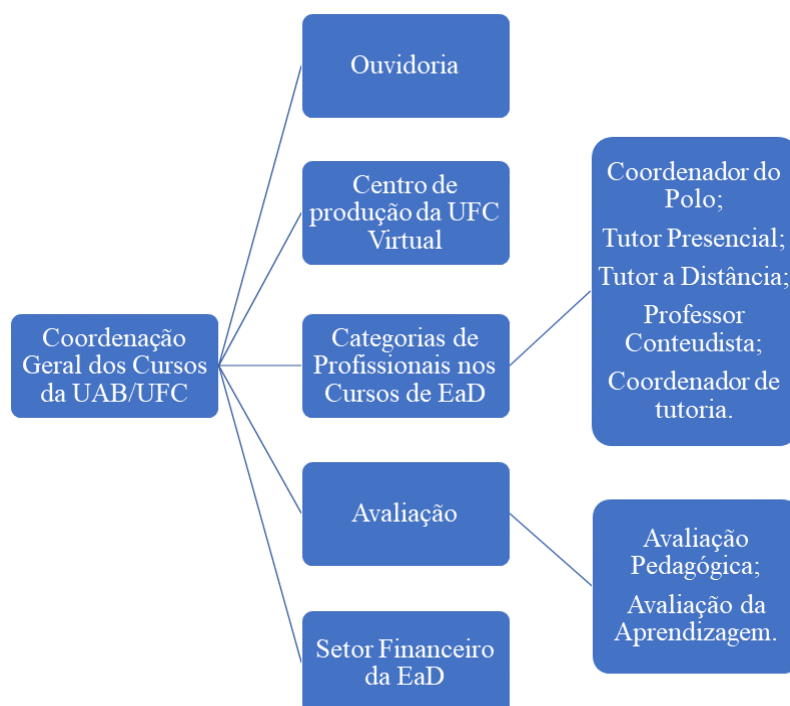 Coordenação
Geral dos Cursos
da UAB/UFC
Ouvidoria
Centro de
produção da UFC
Virtual
Categorias de
Profissionais nos
Cursos de EaD
Coordenador do
Polo;
Tutor Presencial;
Tutor a Distância;
Professor
Conteudista;
Coordenador de
tutoria.
Avaliação
Avaliação
Pedagógica;
Avaliação da
Aprendizagem.
Setor Financeiro
da EaD